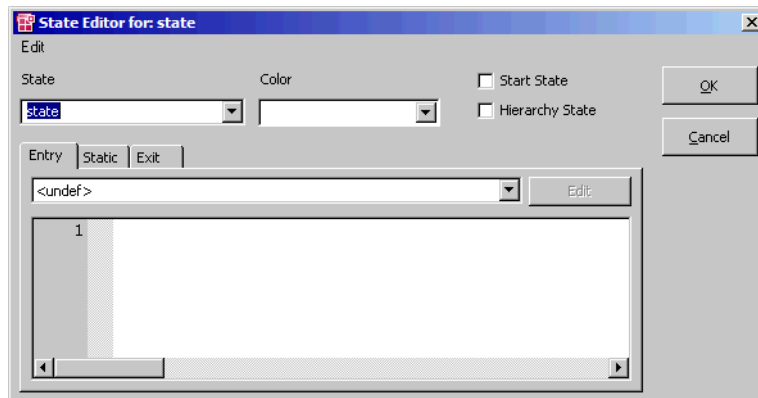 State Editor for: state
Edit
State Color Start State OK
state Hierarchy State
Cancel
Entry Static Exit
<undef> Edit
1